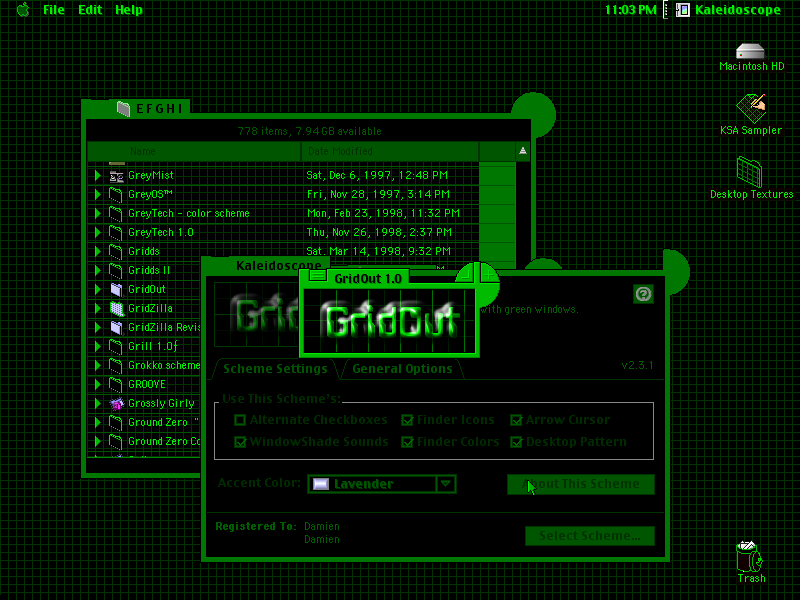 File Edit Help
11:03 PM Kaleidoscope
Macintosh HD
KSA Sampler
Desktop Textures
Trash
E F G H I
778 items, 7.94 GB available
Name Date Modified
GreyMist Sat, Dec 6, 1997, 12:48 PM
GreyOS™ Fri, Nov 28, 1997, 3:14 PM
GreyTech - color scheme Mon, Feb 23, 1998, 11:32 PM
GreyTech 1.0 Thu, Nov 26, 1998, 2:37 PM
Gridds Sat, Mar 14, 1998, 9:32 PM
Gridds II
GridOut
GridZilla
GridZilla Revis
Grill 1.0ƒ
Grokko scheme
GROOVE
Grossly Girly
Ground Zero "
Ground Zero Co
Kaleidoscope
GridOut 1.0
GridOut
with green windows.
v2.3.1
Scheme Settings General Options
Use This Scheme's:
Alternate Checkboxes Finder Icons Arrow Cursor
WindowShade Sounds Finder Colors Desktop Pattern
Accent Color: Lavender About This Scheme
Registered To: Damien
Damien
Select Scheme...